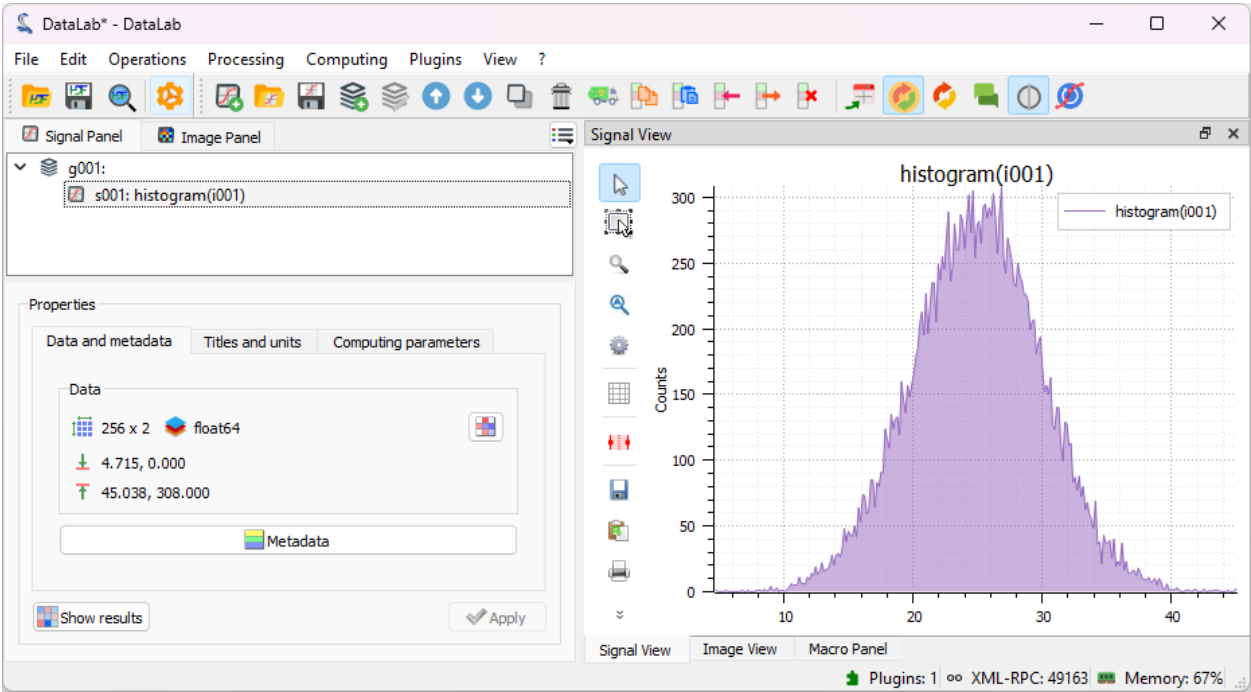 DataLab* - DataLab
File Edit Operations Processing Computing Plugins View ?
Signal Panel Image Panel
g001:
s001: histogram(i001)
Properties
Data and metadata Titles and units Computing parameters
Data
256 x 2 float64
4.715, 0.000
45.038, 308.000
Metadata
Show results Apply
Signal View
histogram(i001)
histogram(i001)
Counts
300
250
200
150
100
50
0
10 20 30 40
Signal View Image View Macro Panel
Plugins: 1 XML-RPC: 49163 Memory: 67%